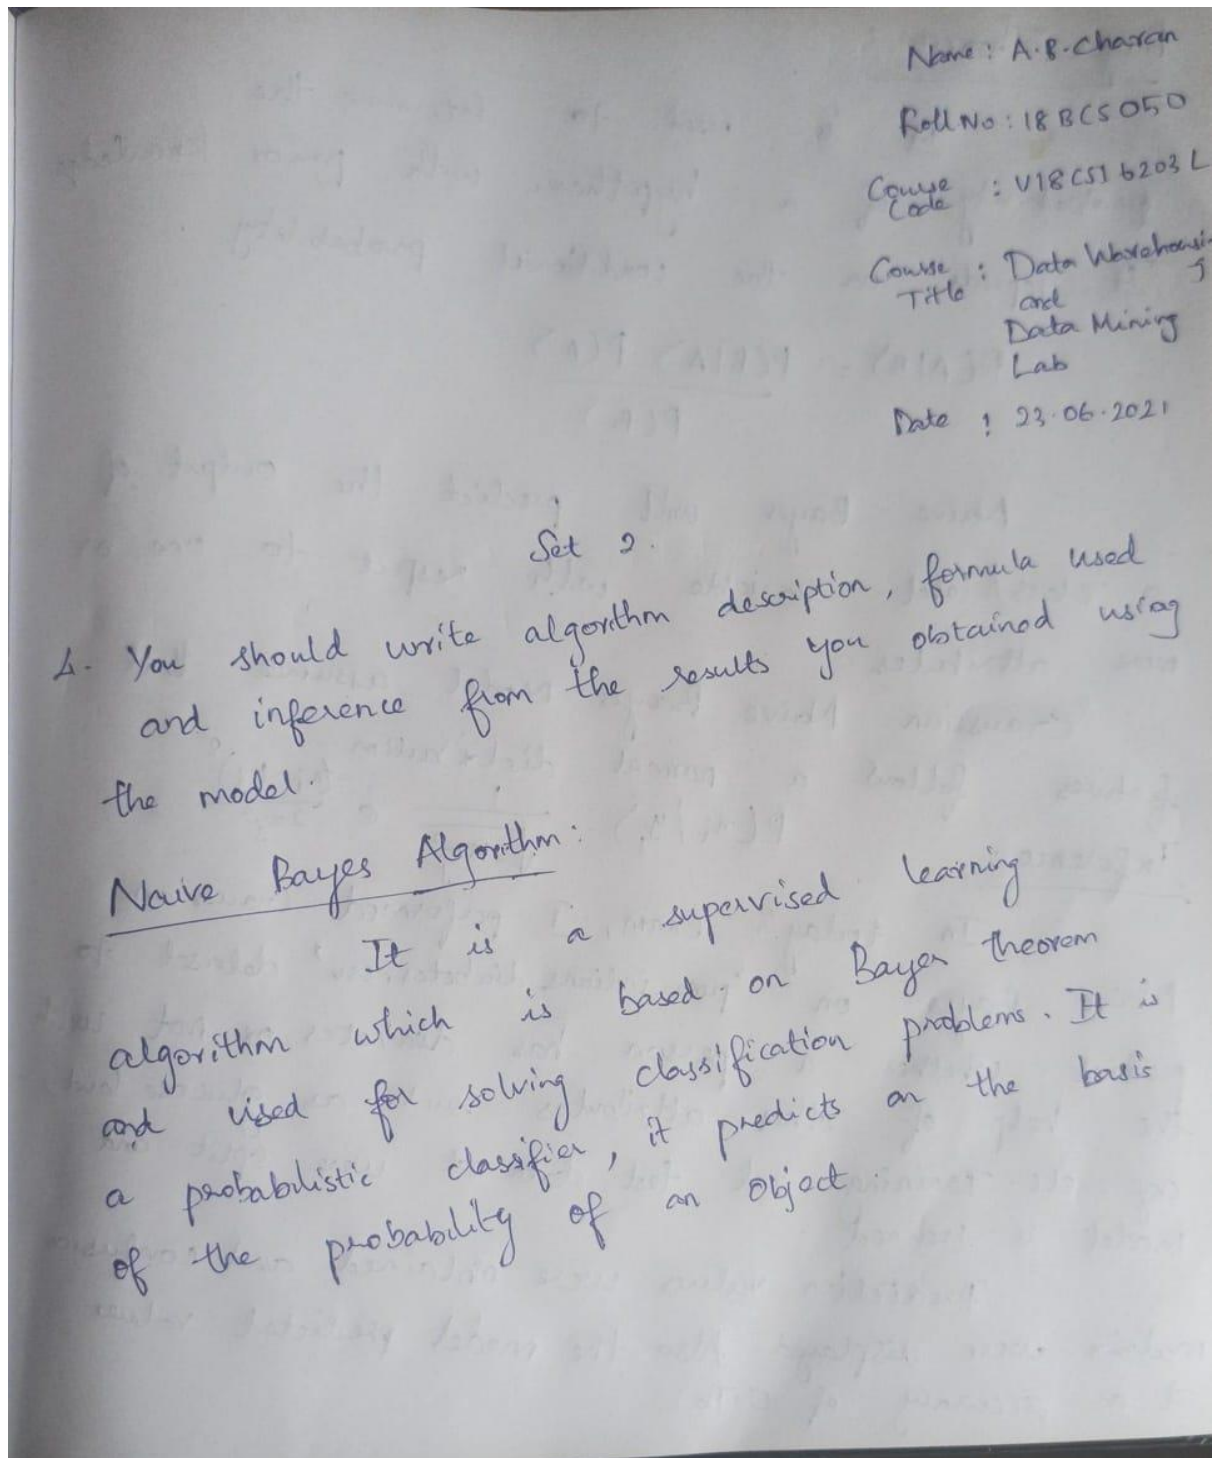 Name : A.B.Charan
Roll No : 18BCS050
Course Code : V18CSI6203L
Course Title : Data Warehousing
and
Data Mining
Lab
Date : 23.06.2021
Set 2.
1. You should write algorithm description, formula used
and inference from the results you obtained using
the model.
Naive Bayes Algorithm:
It is a supervised learning
algorithm which is based on Bayes theorem
and used for solving classification problems. It is
a probabilistic classifier, it predicts on the basis
of the probability of an object.